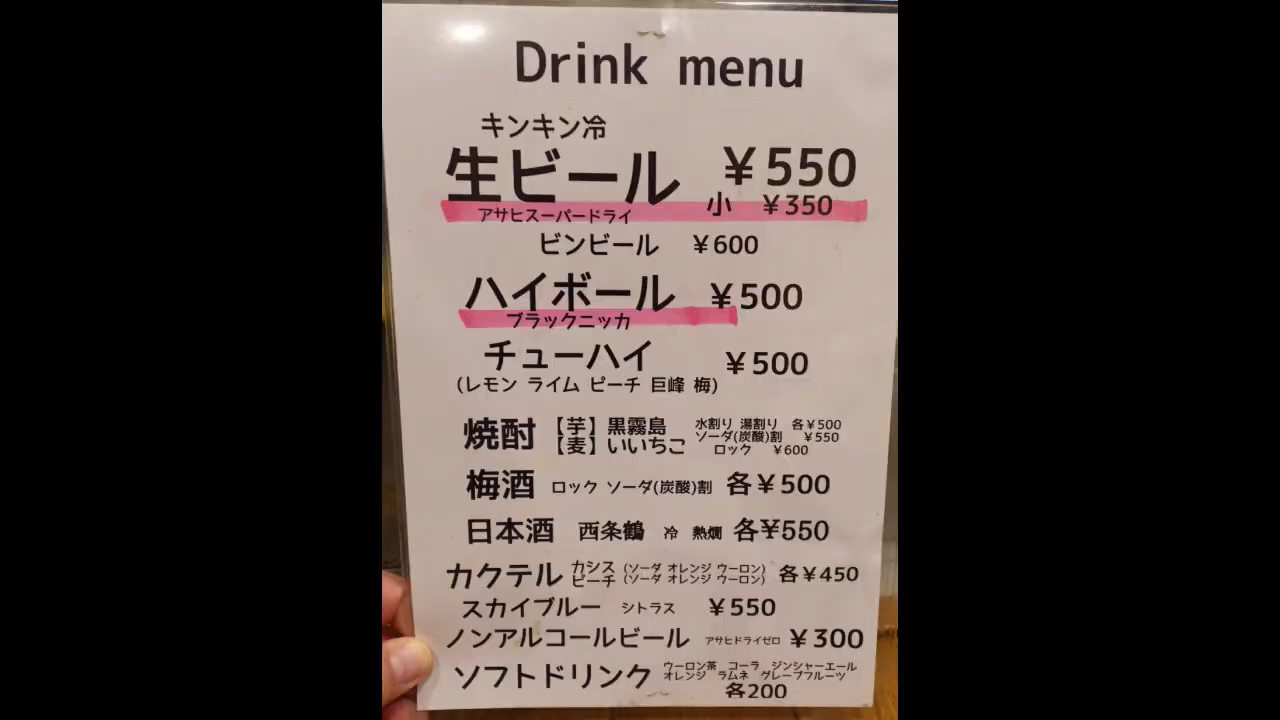 Drink menu
キンキン冷
生ビール ￥550
アサヒスーパードライ 小 ￥350
ビンビール ￥600
ハイボール ￥500
ブラックニッカ
チューハイ ￥500
(レモン ライム ピーチ 巨峰 梅)
焼酎 【芋】黒霧島 水割り 湯割り 各￥500
【麦】いいちこ ソーダ(炭酸)割 ￥550
ロック ￥600
梅酒 ロック ソーダ(炭酸)割 各￥500
日本酒 西条鶴 冷 熱燗 各￥550
カクテル カシス (ソーダ オレンジ ウーロン) 各￥450
ピーチ (ソーダ オレンジ ウーロン)
スカイブルー シトラス ￥550
ノンアルコールビール アサヒドライゼロ ￥300
ソフトドリンク ウーロン茶 コーラ ジンジャーエール
オレンジ ラムネ グレープフルーツ
各200